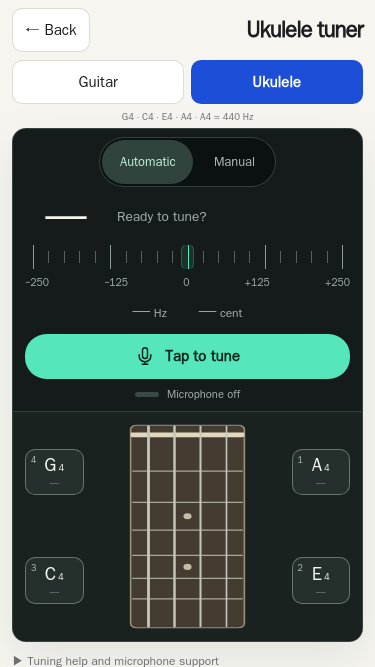 ← Back
Ukulele tuner
Guitar
Ukulele
G4 · C4 · E4 · A4 · A4 = 440 Hz
Automatic
Manual
Ready to tune?
−250
−125
0
+125
+250
— Hz
— cent
Tap to tune
Microphone off
4 G4 —
1 A4 —
3 C4 —
2 E4 —
▶ Tuning help and microphone support